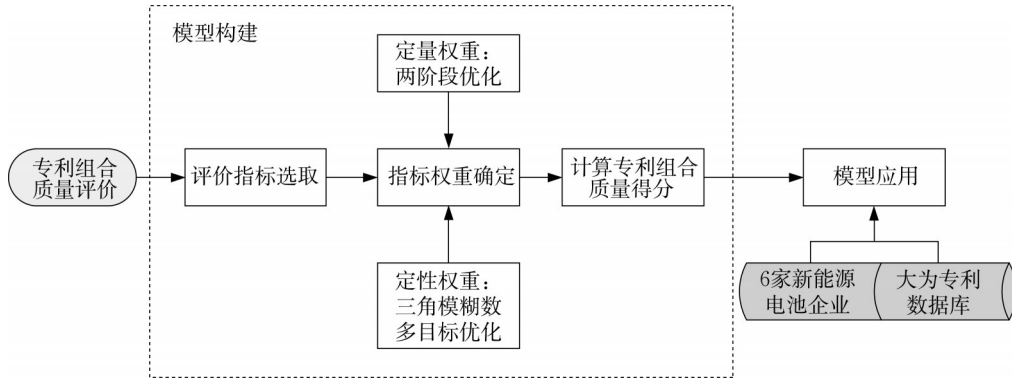 模型构建
定量权重：
两阶段优化
专利组合
质量评价
评价指标选取
指标权重确定
计算专利组合
质量得分
模型应用
定性权重：
三角模糊数
多目标优化
6家新能源
电池企业
大为专利
数据库